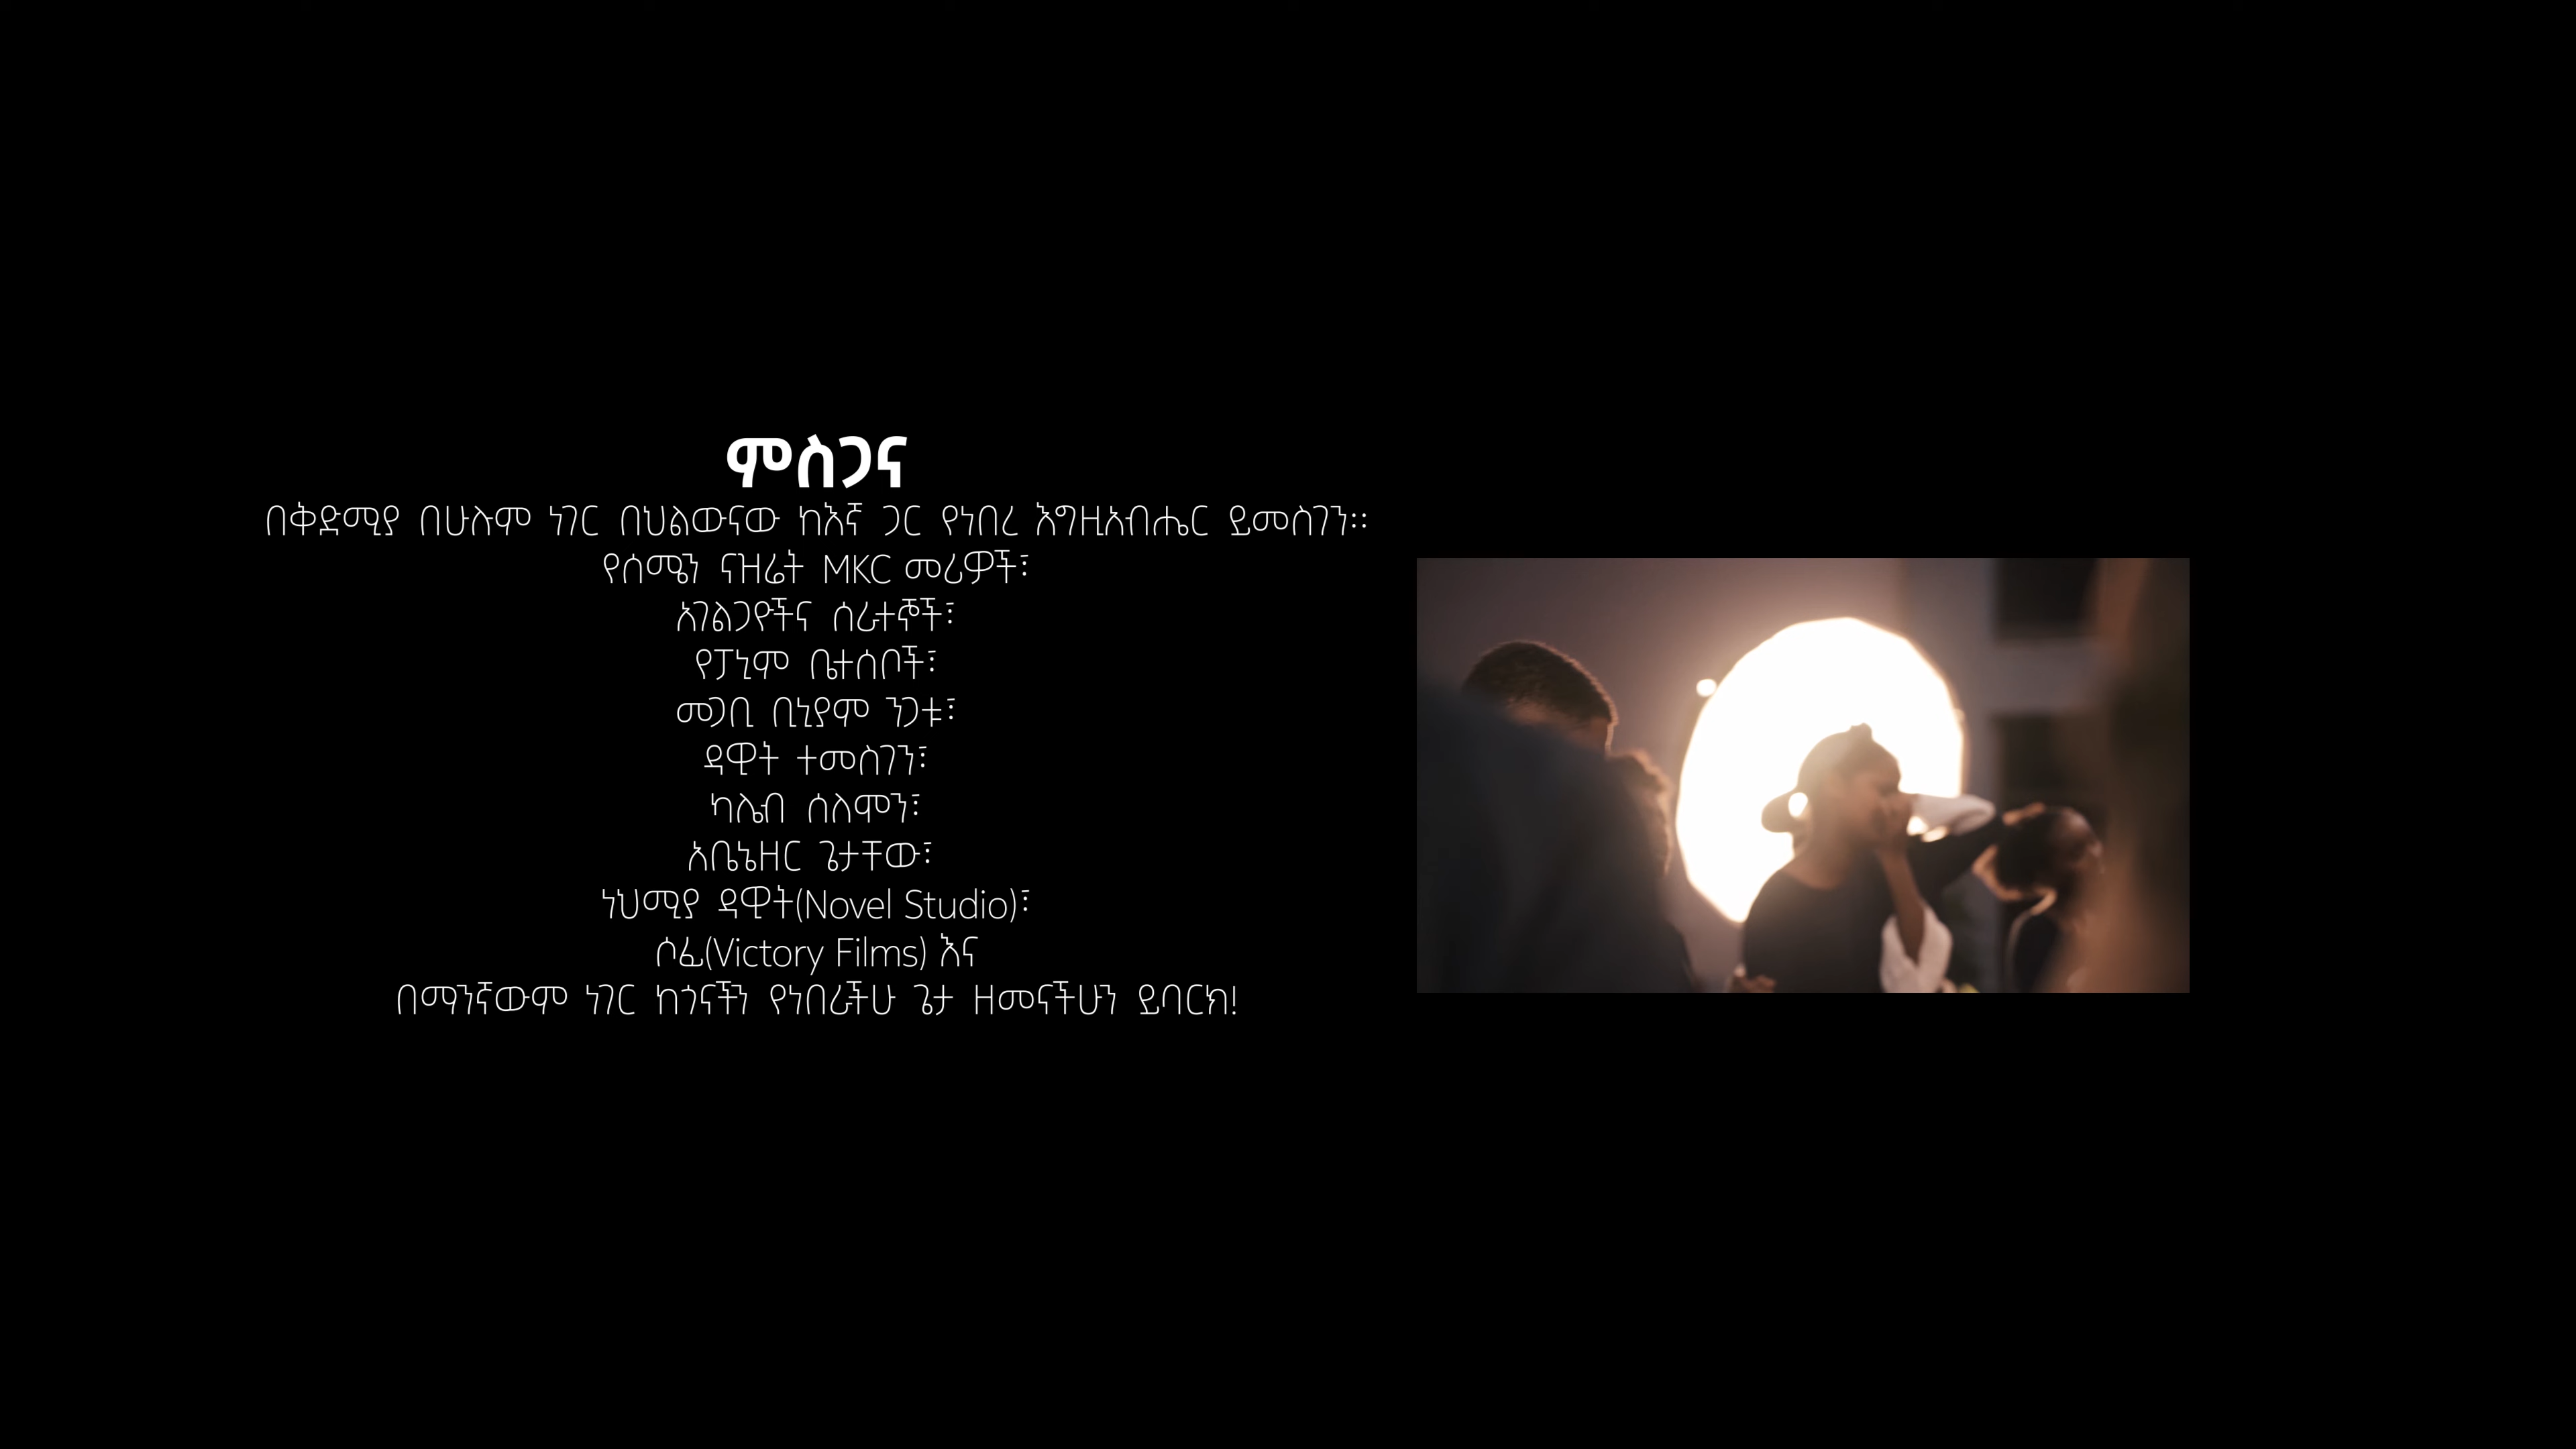 ምስጋና
በቅድሚያ በሁሉም ነገር በህልውናው ከእኛ ጋር የነበረ እግዚአብሔር ይመስገን።
የሰሜን ናዝሬት MKC መሪዎች፣
አገልጋዮችና ሰራተኞች፣
የፓኒም ቤተሰቦች፣
መጋቢ ቢኒያም ንጋቱ፣
ዳዊት ተመስገን፣
ካሌብ ሰለሞን፣
አቤኔዘር ጌታቸው፣
ነህሚያ ዳዊት(Novel Studio)፣
ሶፊ(Victory Films) እና
በማንኛውም ነገር ከጎናችን የነበራችሁ ጌታ ዘመናችሁን ይባርክ!